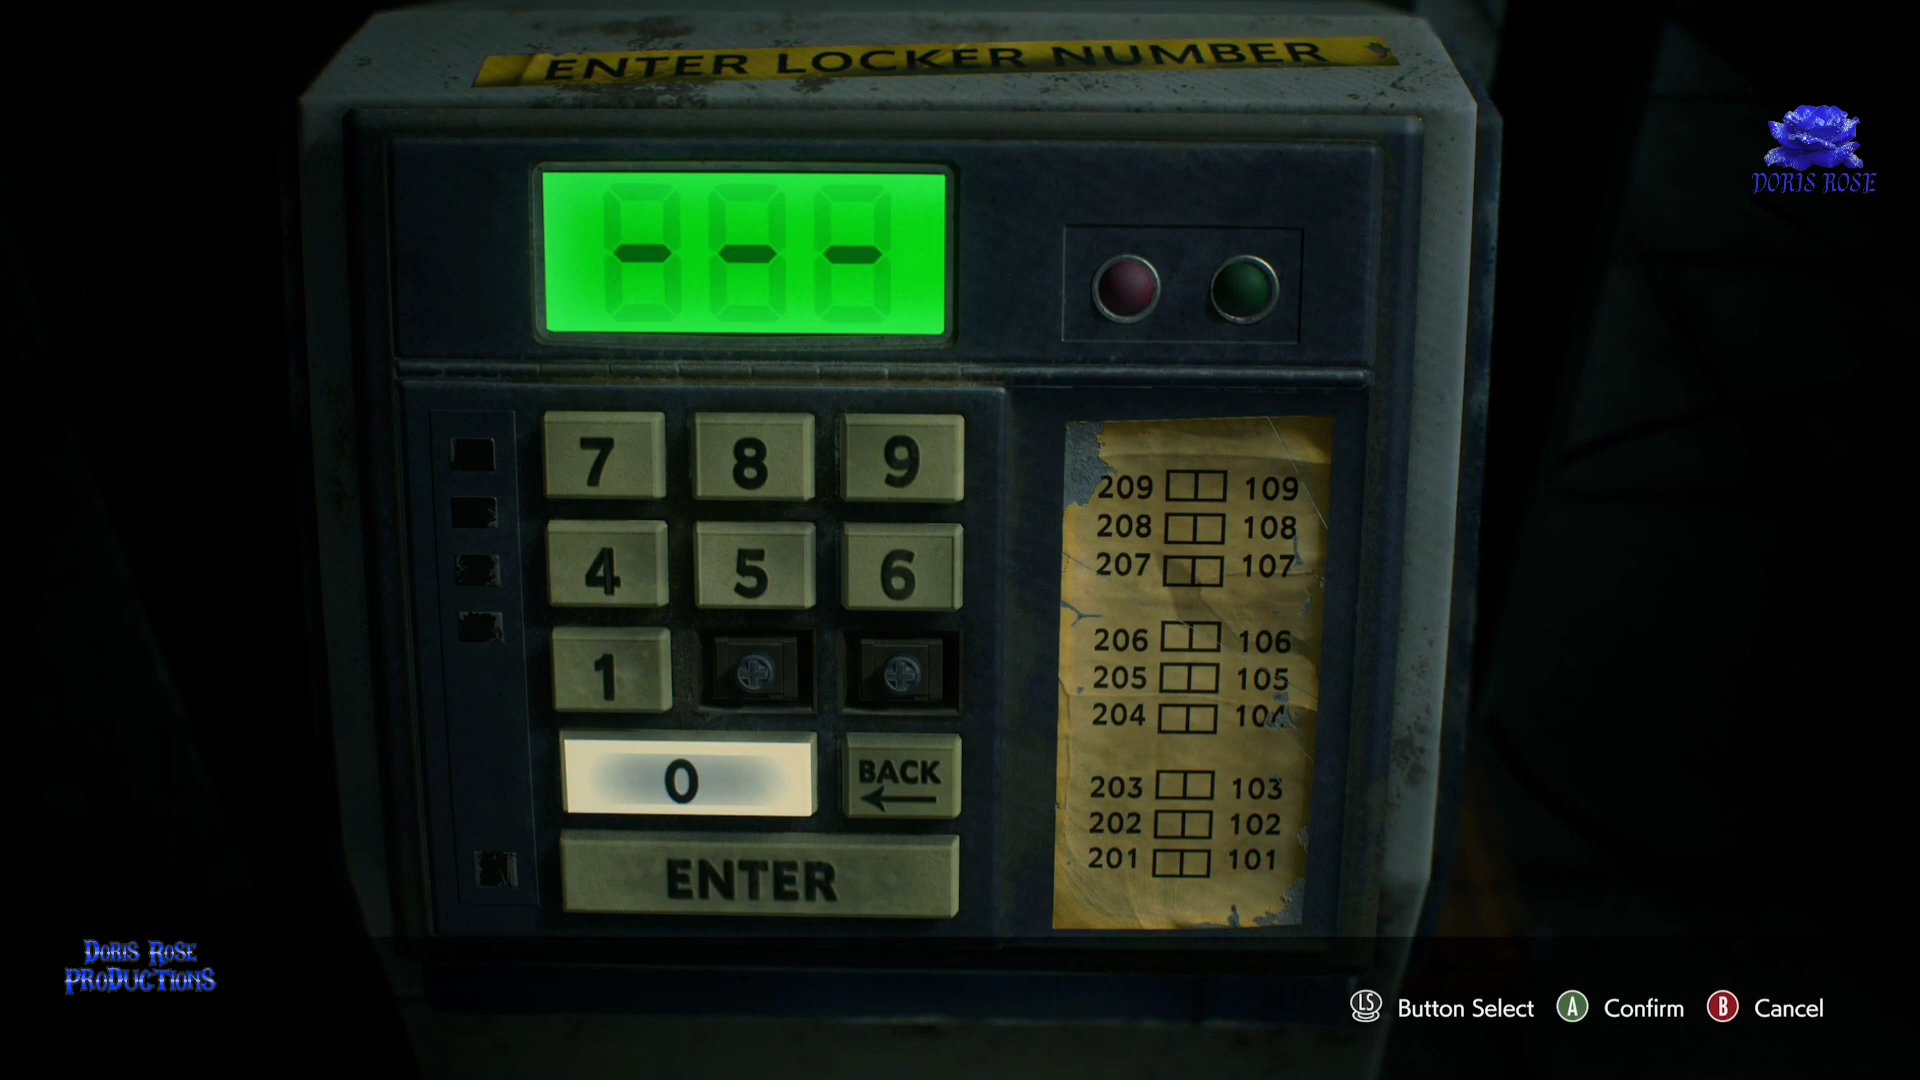 ENTER LOCKER NUMBER
DORIS ROSE
---
7 8 9
4 5 6
1
0 BACK
ENTER
209 109
208 108
207 107
206 106
205 105
204 104
203 103
202 102
201 101
DORIS ROSE
PRODUCTIONS
LS Button Select A Confirm B Cancel